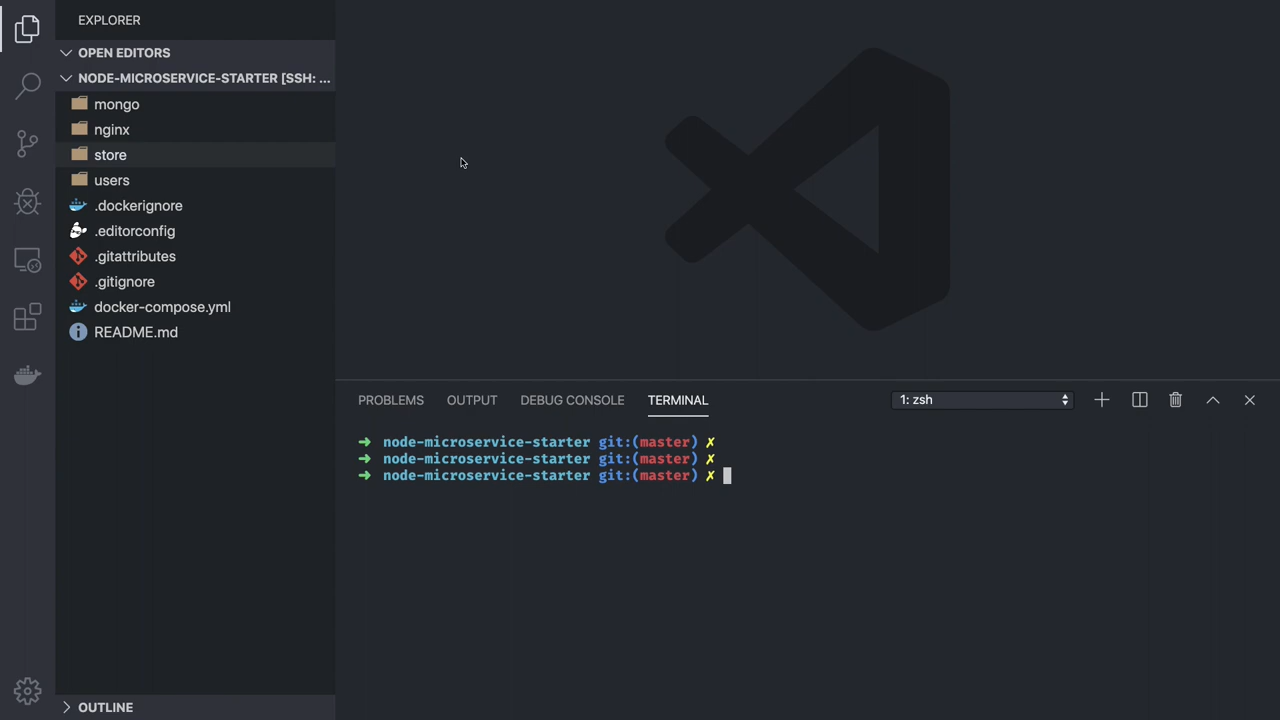 EXPLORER
OPEN EDITORS
NODE-MICROSERVICE-STARTER [SSH: ...
mongo
nginx
store
users
.dockerignore
.editorconfig
.gitattributes
.gitignore
docker-compose.yml
README.md
OUTLINE
PROBLEMS OUTPUT DEBUG CONSOLE TERMINAL 1: zsh
➜ node-microservice-starter git:(master) ✗
➜ node-microservice-starter git:(master) ✗
➜ node-microservice-starter git:(master) ✗